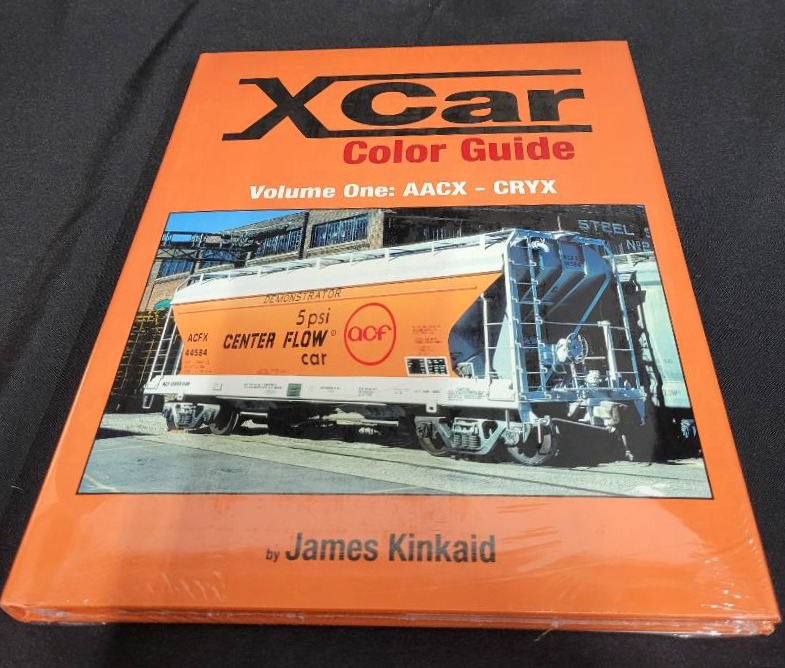 XCar
Color Guide
Volume One: AACX - CRYX
STEEL
DEMONSTRATOR
5 psi
CENTER FLOW®
car
acf
ACFX
44584
by James Kinkaid